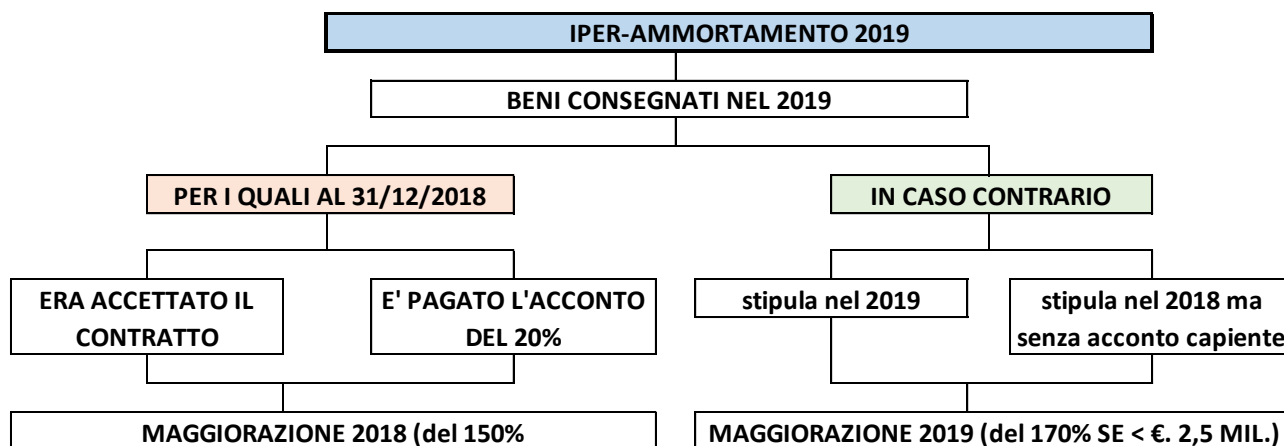 IPER-AMMORTAMENTO 2019
BENI CONSEGNATI NEL 2019
PER I QUALI AL 31/12/2018
IN CASO CONTRARIO
ERA ACCETTATO IL
CONTRATTO
E' PAGATO L'ACCONTO
DEL 20%
stipula nel 2019
stipula nel 2018 ma
senza acconto capiente
MAGGIORAZIONE 2018 (del 150%
MAGGIORAZIONE 2019 (del 170% SE < €. 2,5 MIL.)